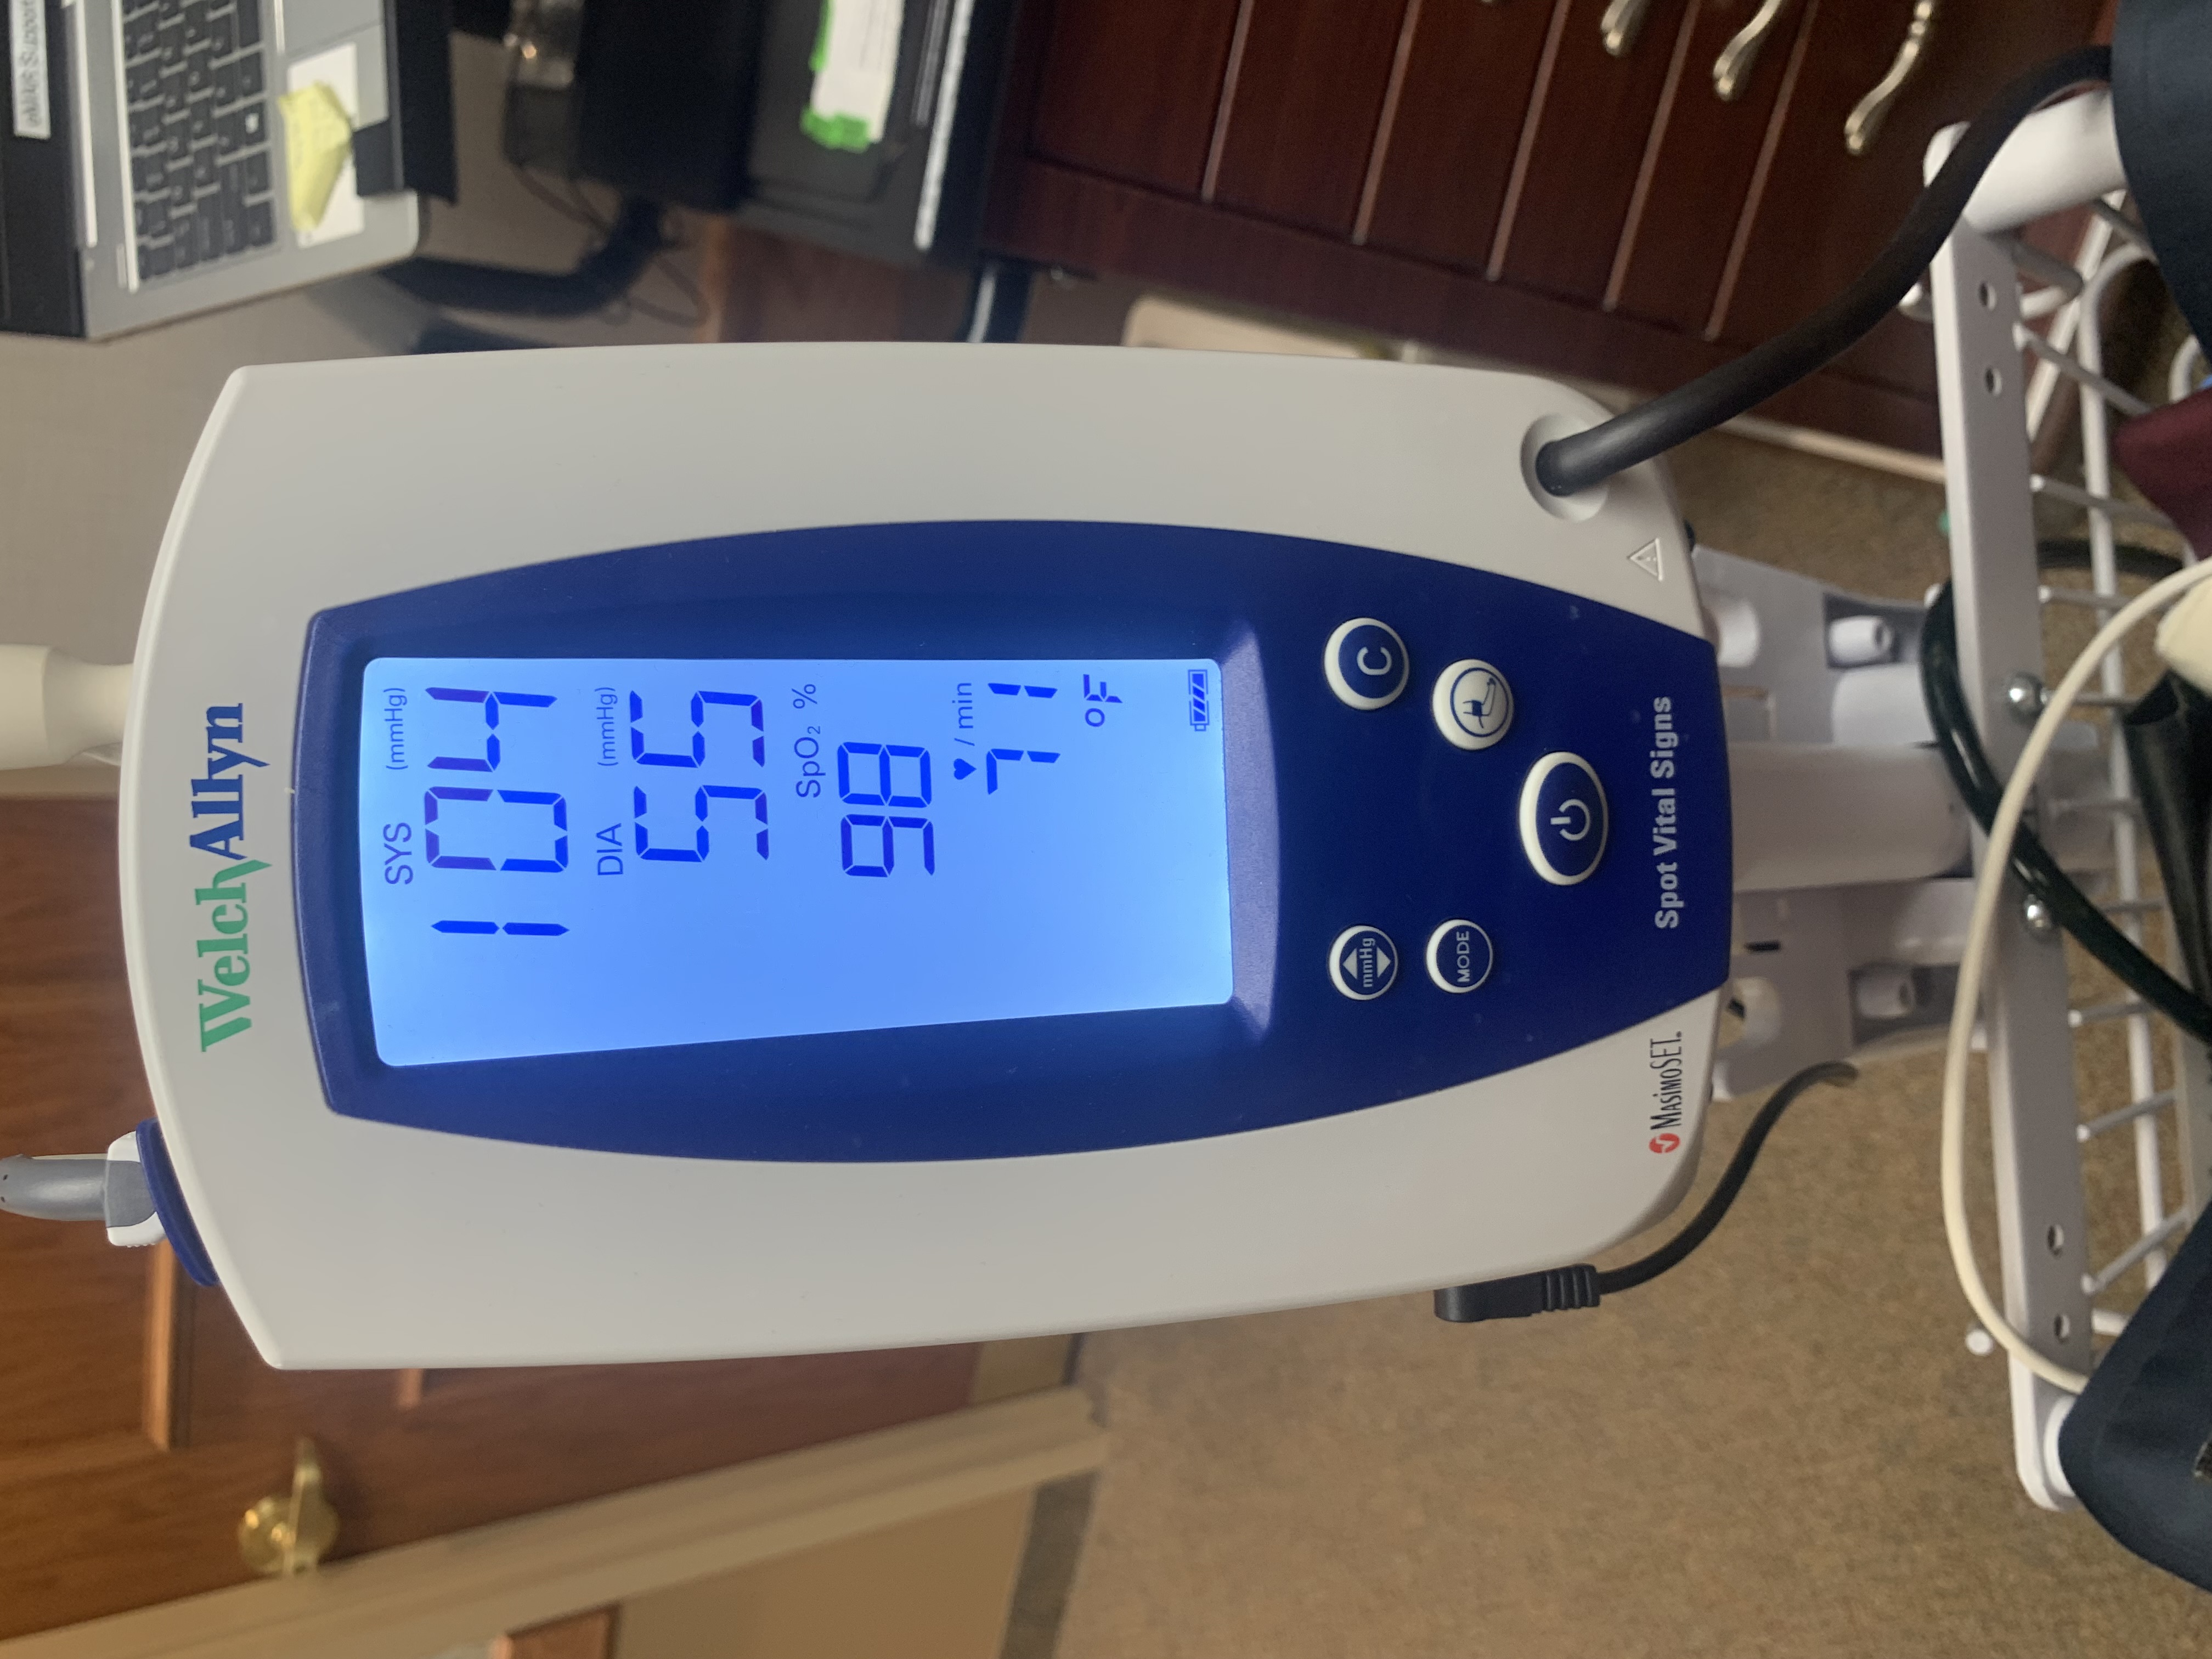 WelchAllyn
SYS (mmHg)
104
DIA (mmHg)
55
SpO₂ %
98
♥ / min
71
°F
mmHg
C
MODE
MasimoSET.
Spot Vital Signs